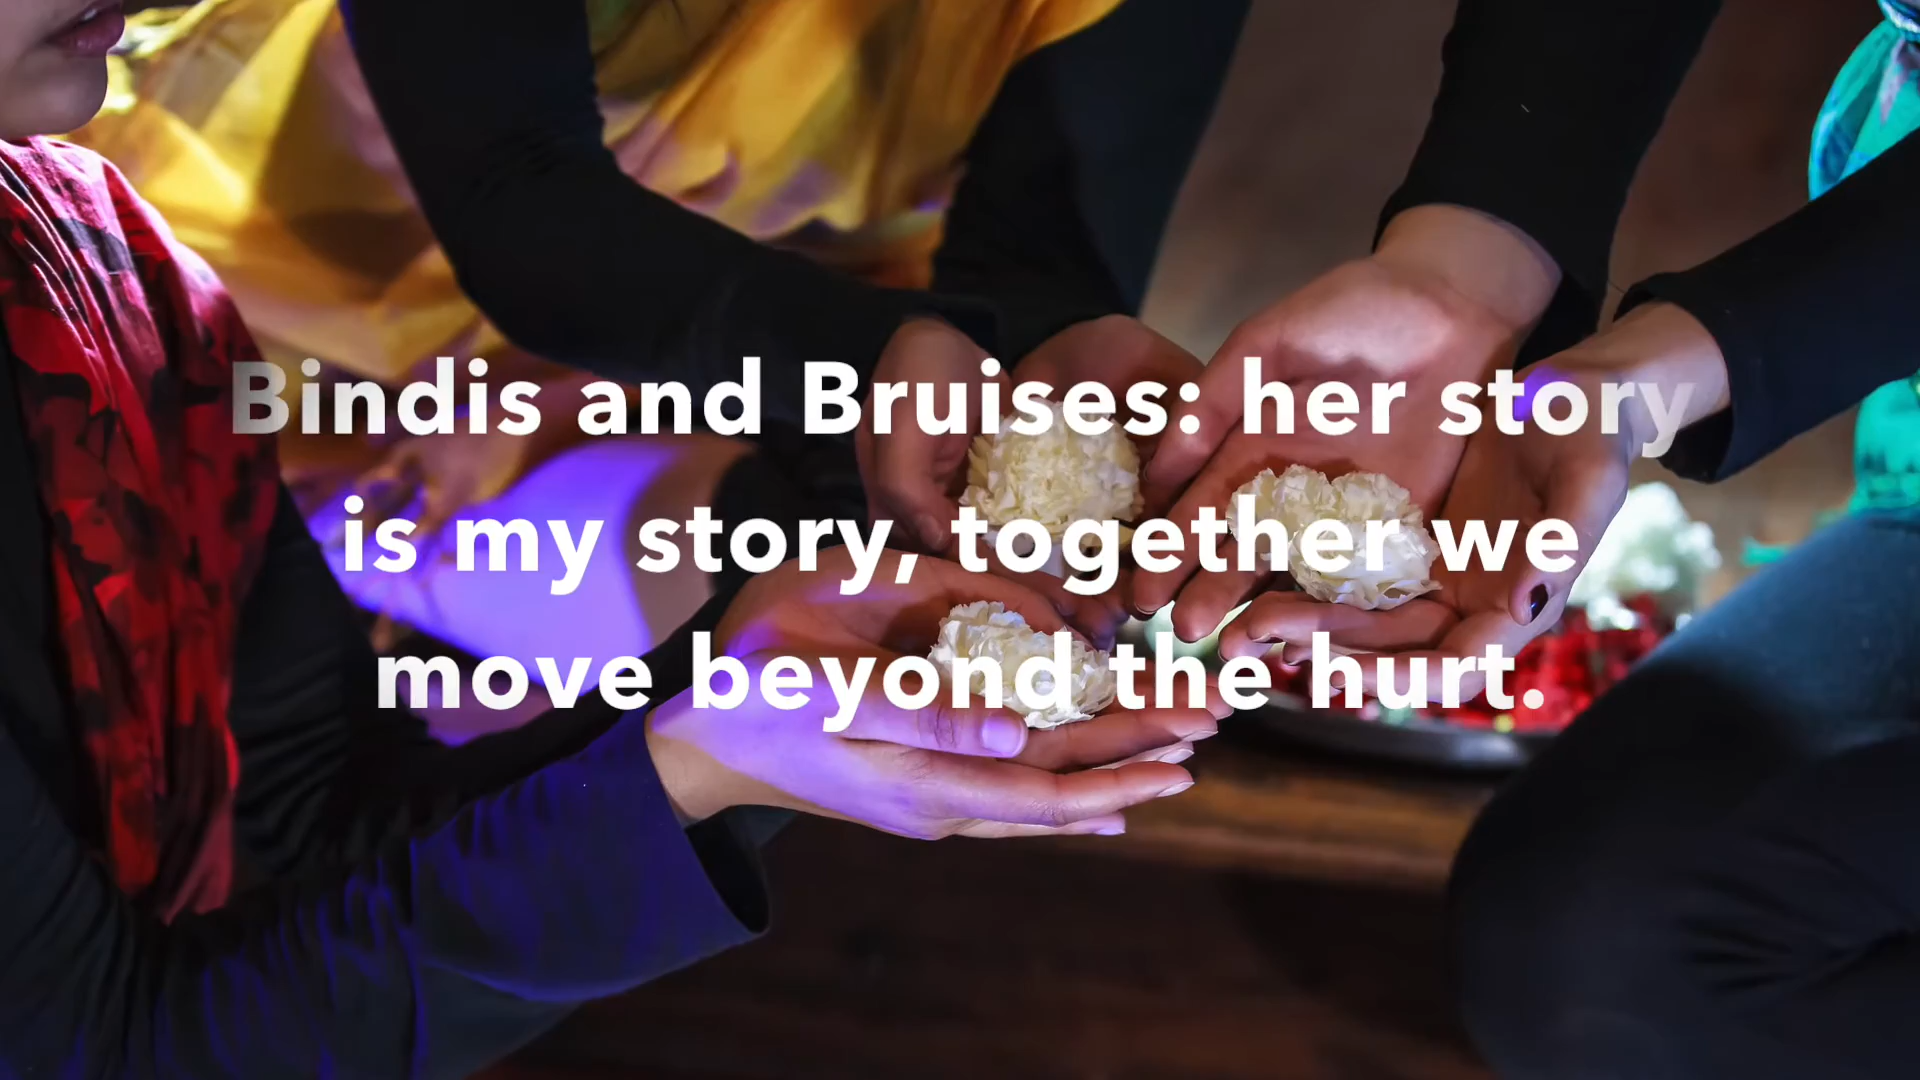 Bindis and Bruises: her story
is my story, together we
move beyond the hurt.